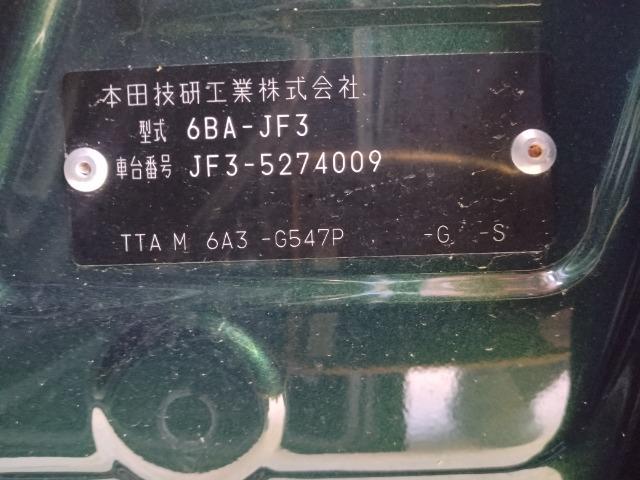 本田技研工業株式会社
型式 6BA-JF3
車台番号 JF3-5274009
TTA M 6A3 -G547P -G -S